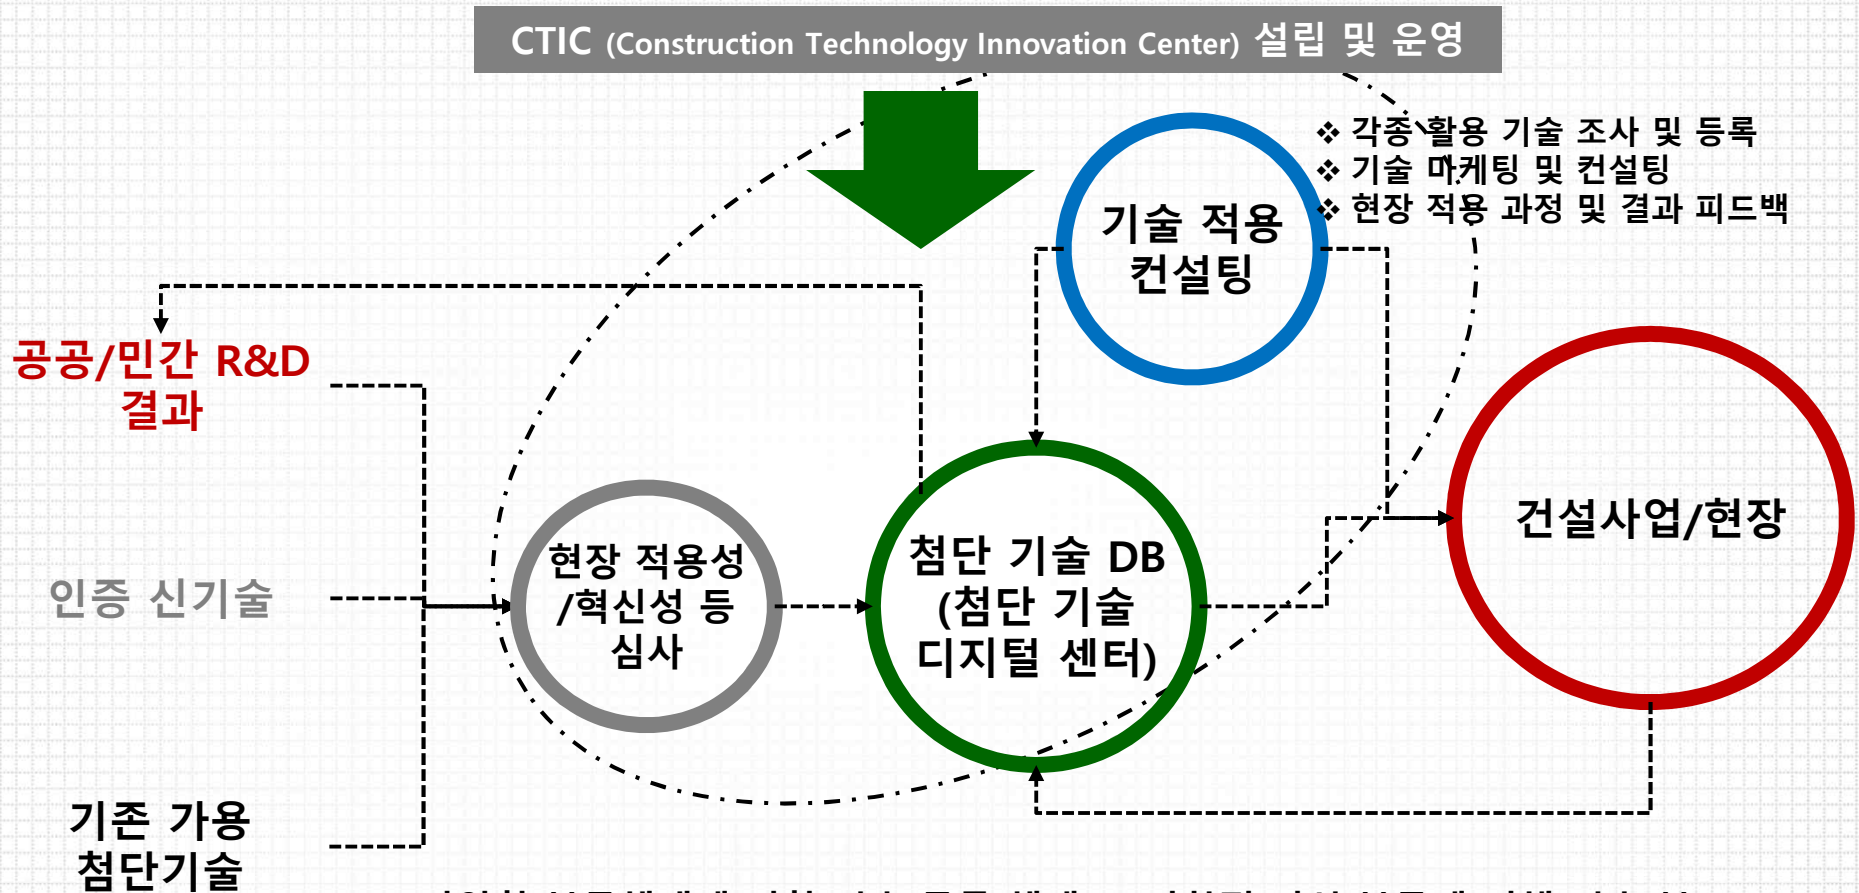 CTIC (Construction Technology Innovation Center) 설립 및 운영
❖ 각종 활용 기술 조사 및 등록
❖ 기술 마케팅 및 컨설팅
❖ 현장 적용 과정 및 결과 피드백
기술 적용
컨설팅
공공/민간 R&D
결과
건설사업/현장
현장 적용성
/혁신성 등
심사
첨단 기술 DB
(첨단 기술
디지털 센터)
인증 신기술
기존 가용
첨단기술